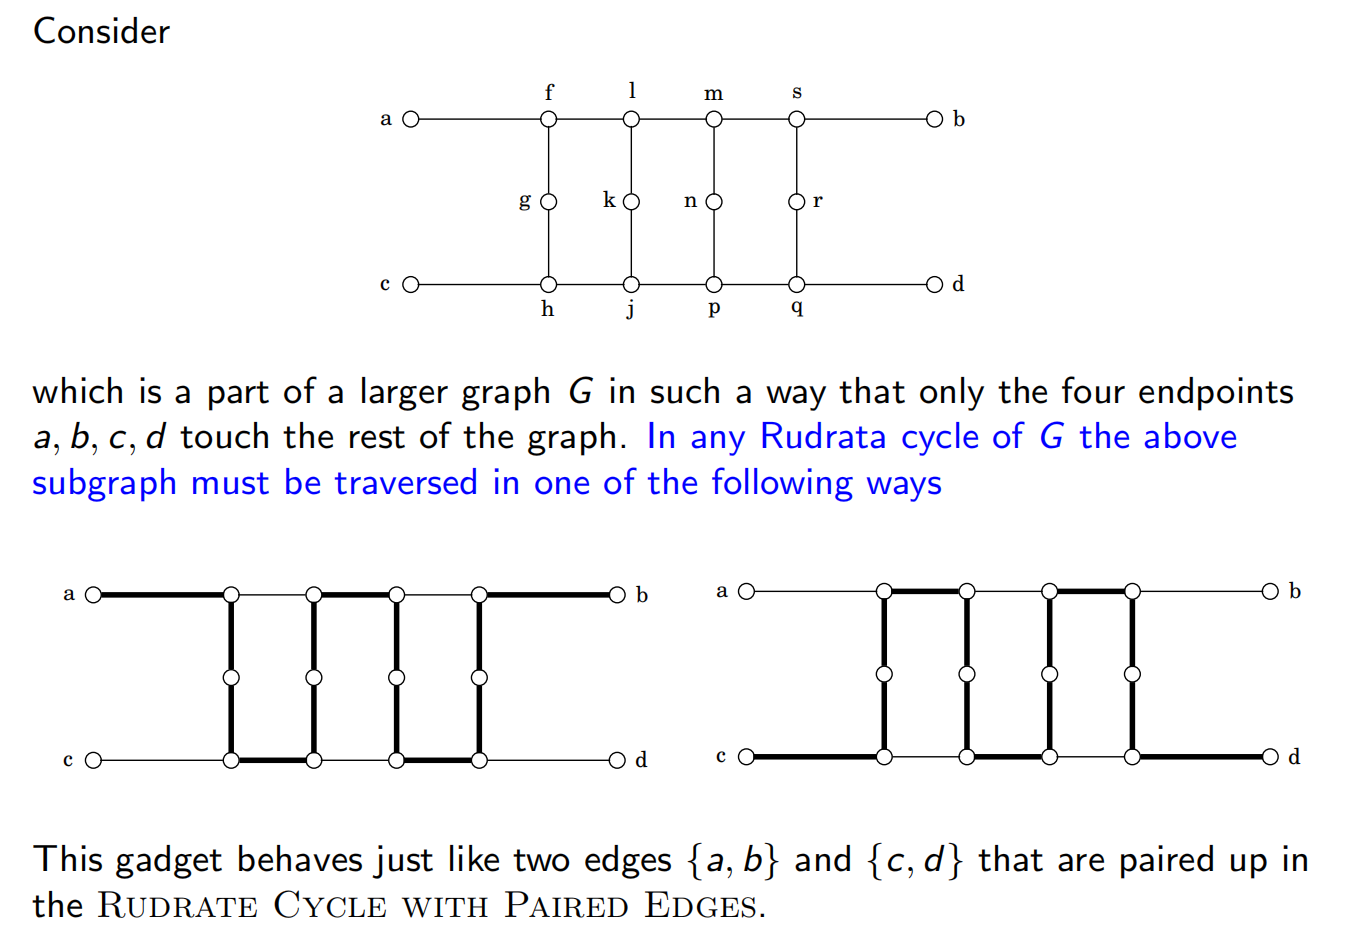 Consider
f l m s
a b
g k n r
c d
h j p q
which is a part of a larger graph G in such a way that only the four endpoints
a, b, c, d touch the rest of the graph. In any Rudrata cycle of G the above
subgraph must be traversed in one of the following ways
a b a b
c d c d
This gadget behaves just like two edges {a, b} and {c, d} that are paired up in
the RUDRATE CYCLE WITH PAIRED EDGES.